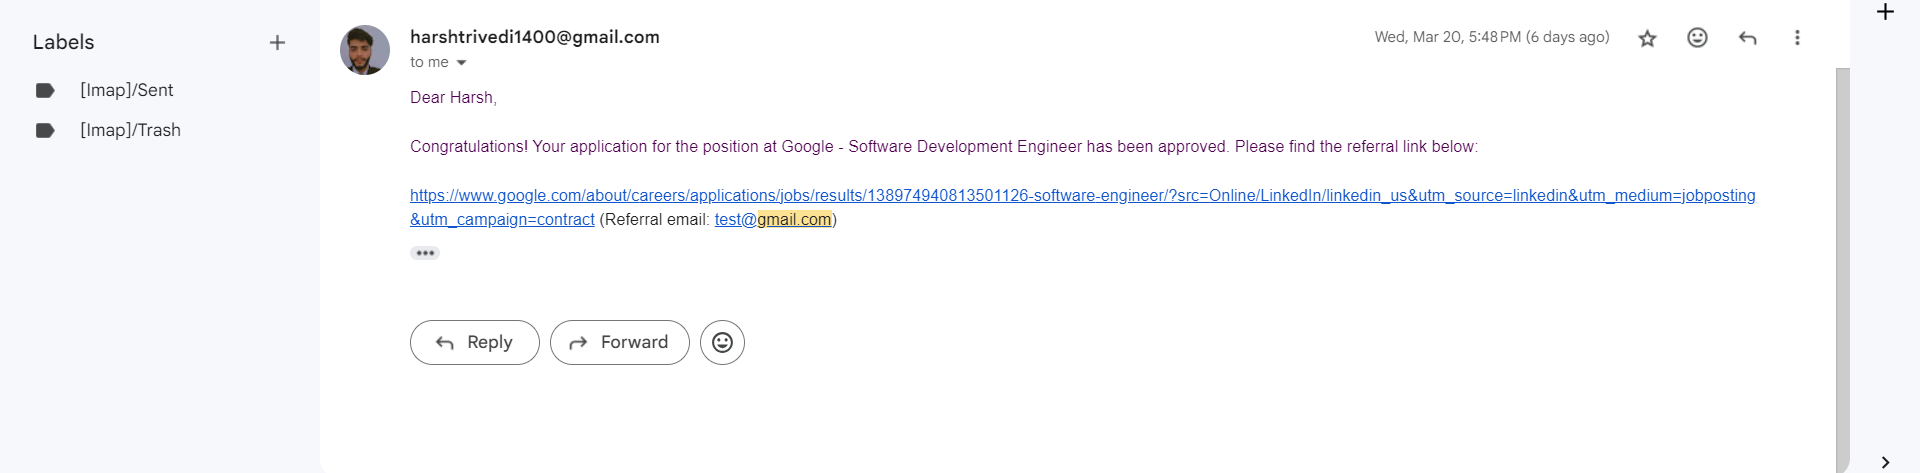 Labels
[Imap]/Sent
[Imap]/Trash
harshtrivedi1400@gmail.com
Wed, Mar 20, 5:48 PM (6 days ago)
to me
Dear Harsh,
Congratulations! Your application for the position at Google - Software Development Engineer has been approved. Please find the referral link below:
https://www.google.com/about/careers/applications/jobs/results/138974940813501126-software-engineer/?src=Online/LinkedIn/linkedin_us&utm_source=linkedin&utm_medium=jobposting
&utm_campaign=contract (Referral email: test@gmail.com)
Reply
Forward